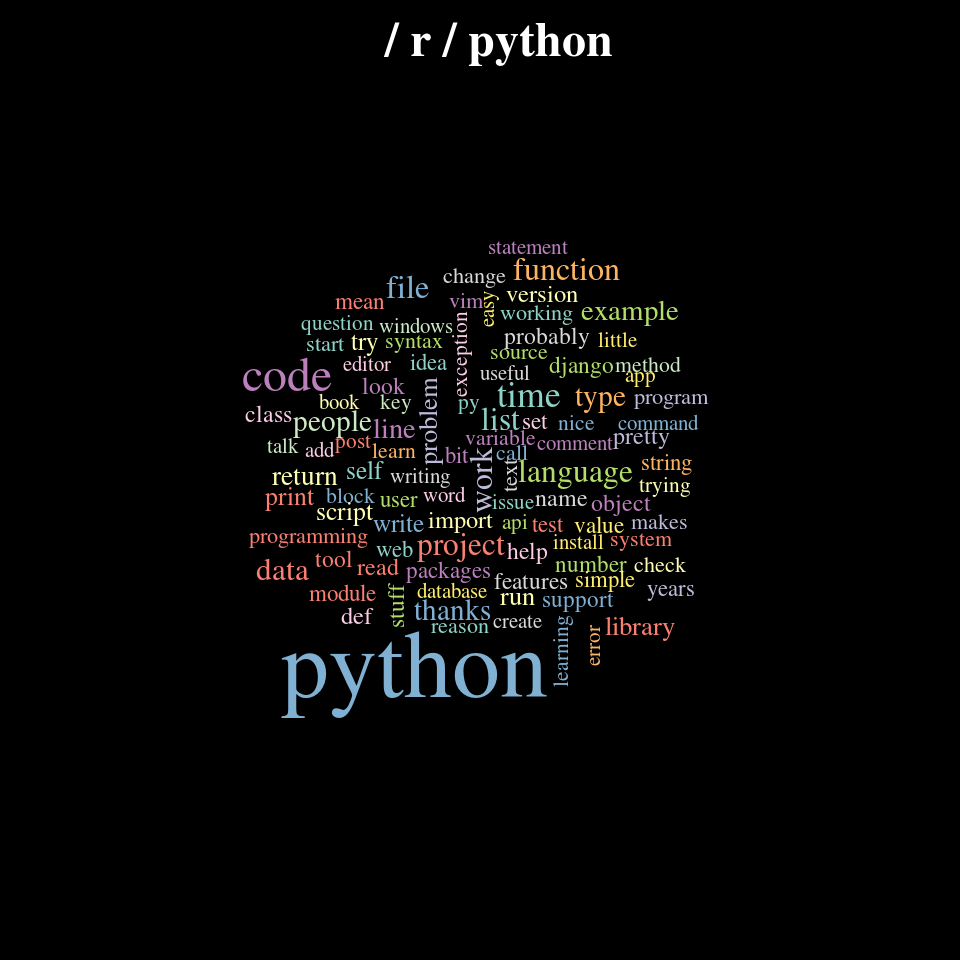 / r / python
statement
function
change
file
version
easy
vim
mean
example
working
question
windows
exception
probably
little
start
try
syntax
source
editor
idea
django
method
useful
app
code
look
time
type
program
book
key
py
problem
class
people
line
list
set
nice
command
variable
comment
pretty
talk
add
post
learn
bit
call
work
text
language
string
return
self
writing
trying
print
block
user
word
issue
name
object
script
write
import
api
test
value
makes
programming
web
project
help
install
system
data
tool
read
packages
number
check
features
simple
years
module
stuff
database
run
support
def
thanks
reason
create
learning
error
library
python